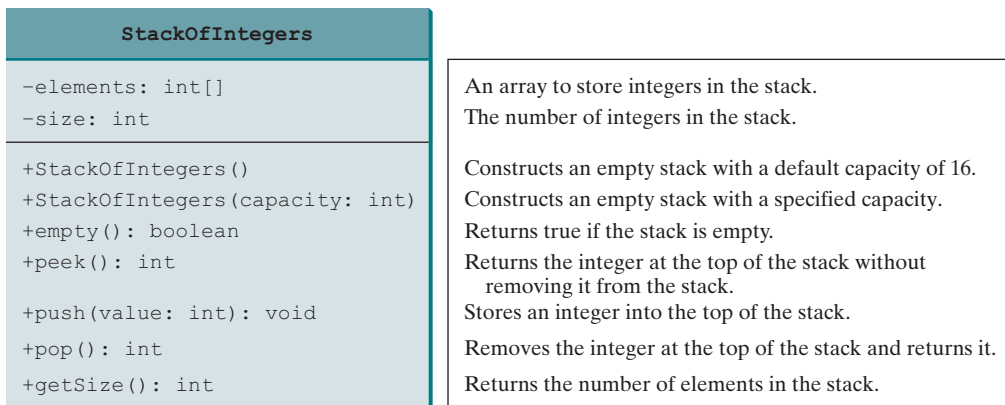 StackOfIntegers
-elements: int[]
An array to store integers in the stack.
-size: int
The number of integers in the stack.
+StackOfIntegers()
Constructs an empty stack with a default capacity of 16.
+StackOfIntegers(capacity: int)
Constructs an empty stack with a specified capacity.
+empty(): boolean
Returns true if the stack is empty.
+peek(): int
Returns the integer at the top of the stack without
removing it from the stack.
+push(value: int): void
Stores an integer into the top of the stack.
+pop(): int
Removes the integer at the top of the stack and returns it.
+getSize(): int
Returns the number of elements in the stack.